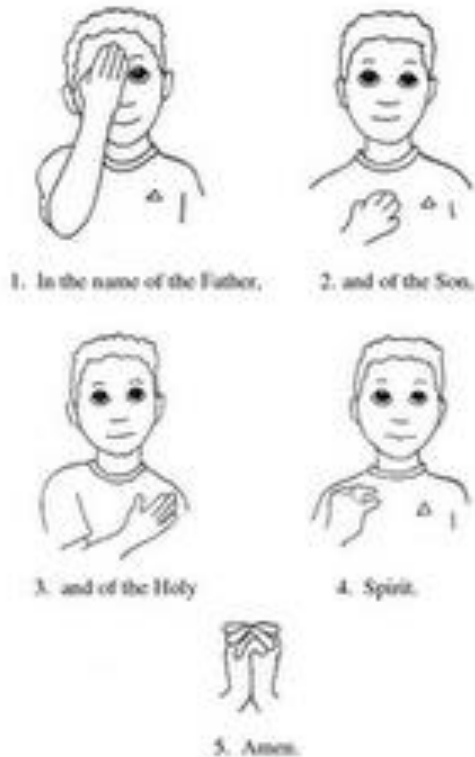 1. In the name of the Father,
2. and of the Son,
3. and of the Holy
4. Spirit.
5. Amen.